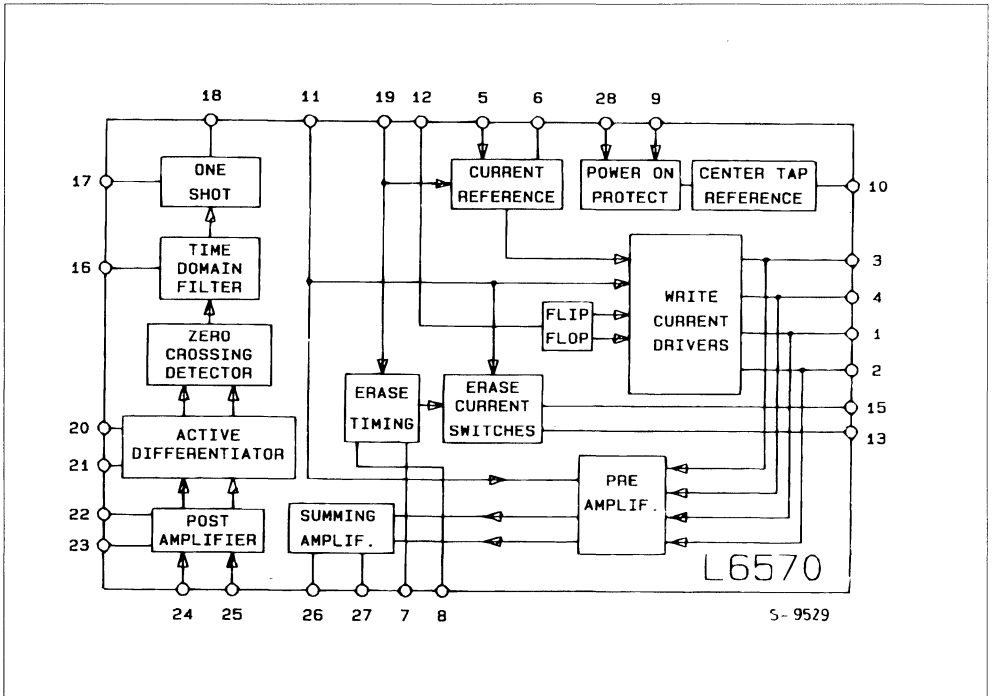 18 11 19 12 5 6 28 9
17
ONE
SHOT
CURRENT
REFERENCE
POWER ON
PROTECT
CENTER TAP
REFERENCE
10
16
TIME
DOMAIN
FILTER
3
4
WRITE
CURRENT
DRIVERS
FLIP
FLOP
1
2
ZERO
CROSSING
DETECTOR
ERASE
TIMING
ERASE
CURRENT
SWITCHES
15
13
20
21
ACTIVE
DIFFERENTIATOR
PRE
AMPLIF.
22
23
POST
AMPLIFIER
SUMMING
AMPLIF.
L6570
24 25 26 27 7 8
S-9529